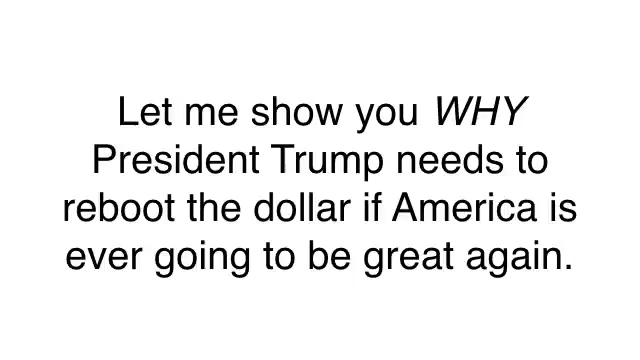 Let me show you WHY
President Trump needs to
reboot the dollar if America is
ever going to be great again.